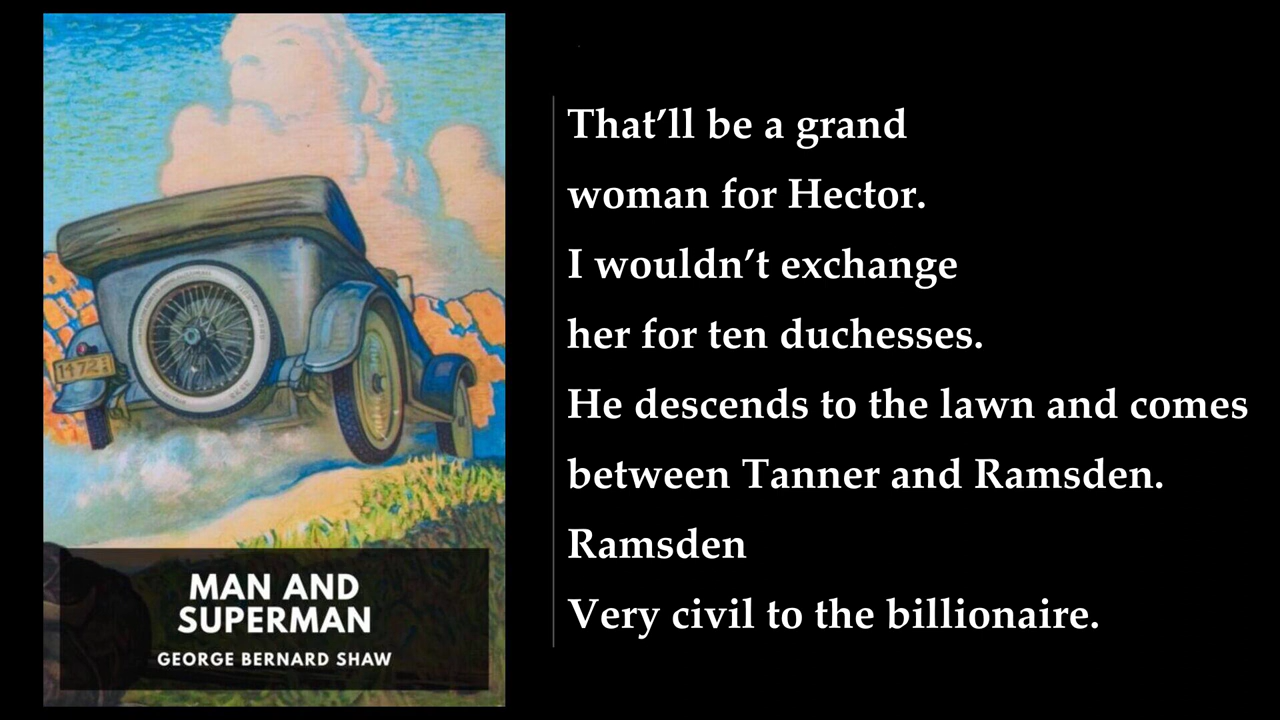 That’ll be a grand
woman for Hector.
I wouldn’t exchange
her for ten duchesses.
He descends to the lawn and comes
between Tanner and Ramsden.
Ramsden
Very civil to the billionaire.
1472
MAN AND
SUPERMAN
GEORGE BERNARD SHAW